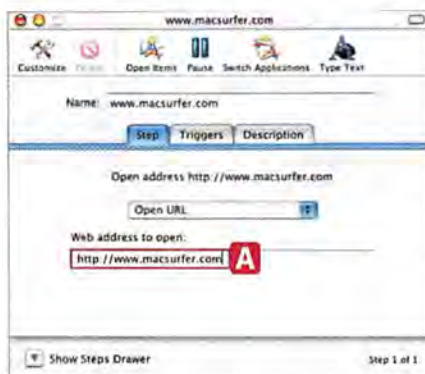 www.macsurfer.com
Customize Open Items Pause Switch Applications Type Text
Name: www.macsurfer.com
Step Triggers Description
Open address http://www.macsurfer.com
Open URL
Web address to open:
http://www.macsurfer.com A
Show Steps Drawer Step 1 of 1